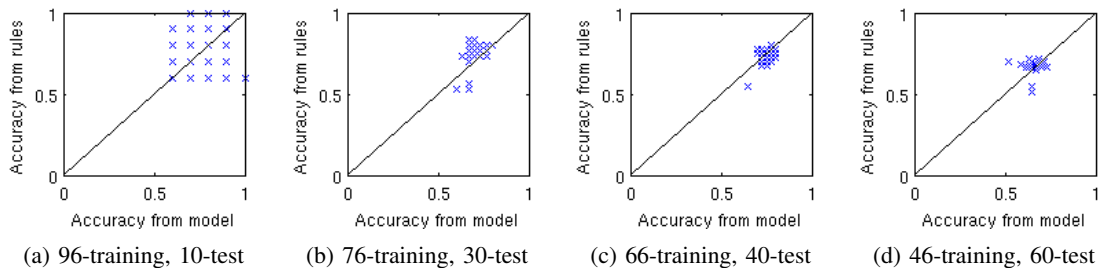 Accuracy from rules
1
0.5
0
0
0.5
1
Accuracy from model
(a) 96-training, 10-test
Accuracy from rules
1
0.5
0
0
0.5
1
Accuracy from model
(b) 76-training, 30-test
Accuracy from rules
1
0.5
0
0
0.5
1
Accuracy from model
(c) 66-training, 40-test
Accuracy from rules
1
0.5
0
0
0.5
1
Accuracy from model
(d) 46-training, 60-test